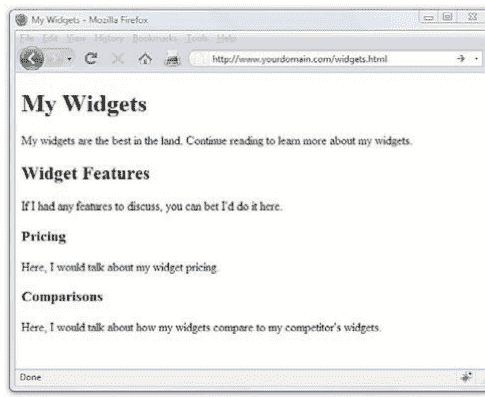 My Widgets - Mozilla Firefox
File Edit View History Bookmarks Tools Help
http://www.yourdomain.com/widgets.html
My Widgets
My widgets are the best in the land. Continue reading to learn more about my widgets.
Widget Features
If I had any features to discuss, you can bet I'd do it here.
Pricing
Here, I would talk about my widget pricing.
Comparisons
Here, I would talk about how my widgets compare to my competitor's widgets.
Done